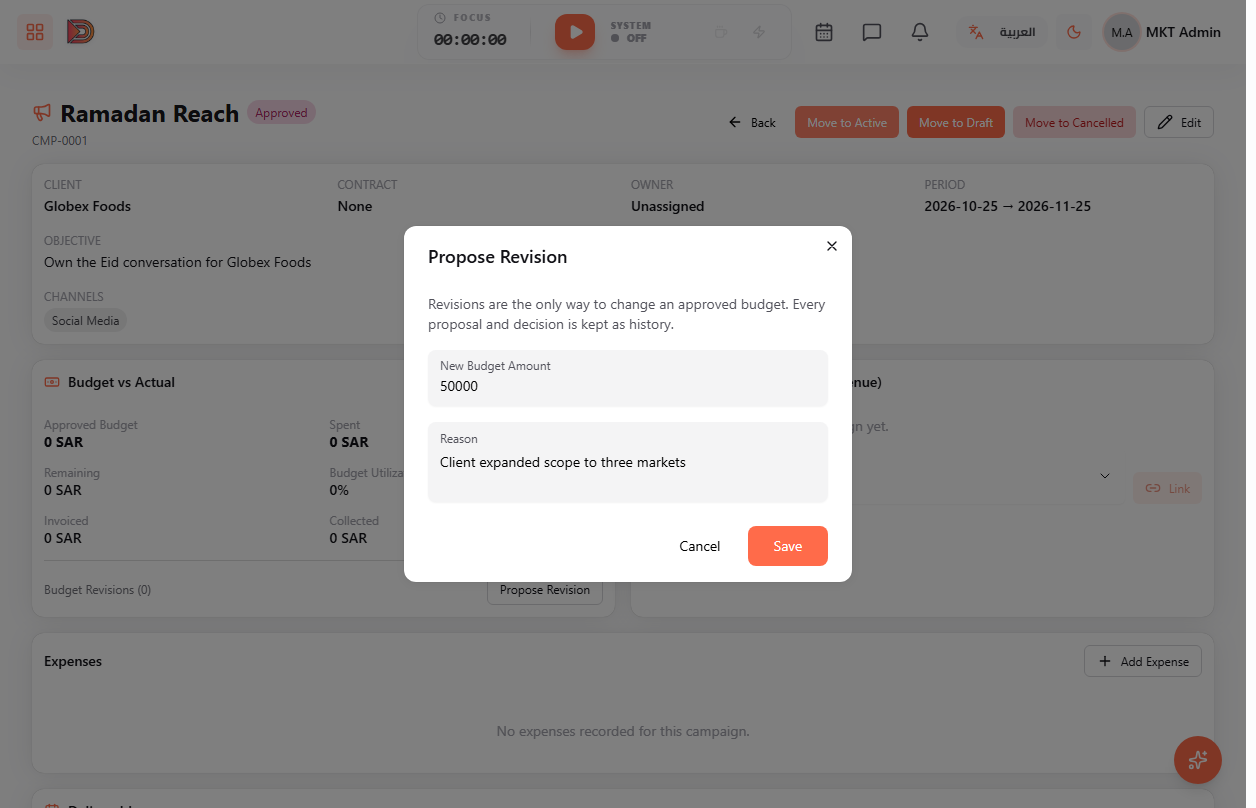 FOCUS
00:00:00
SYSTEM
OFF
العربية
M.A
MKT Admin
Ramadan Reach
Approved
CMP-0001
Back
Move to Active
Move to Draft
Move to Cancelled
Edit
CLIENT
Globex Foods
CONTRACT
None
OWNER
Unassigned
PERIOD
2026-10-25 → 2026-11-25
OBJECTIVE
Own the Eid conversation for Globex Foods
CHANNELS
Social Media
Propose Revision
Revisions are the only way to change an approved budget. Every
proposal and decision is kept as history.
New Budget Amount
50000
Reason
Client expanded scope to three markets
Cancel
Save
Budget vs Actual
Approved Budget
0 SAR
Spent
0 SAR
Remaining
0 SAR
Budget Utiliza
0%
Invoiced
0 SAR
Collected
0 SAR
Budget Revisions (0)
Propose Revision
enue)
gn yet.
Link
Expenses
Add Expense
No expenses recorded for this campaign.